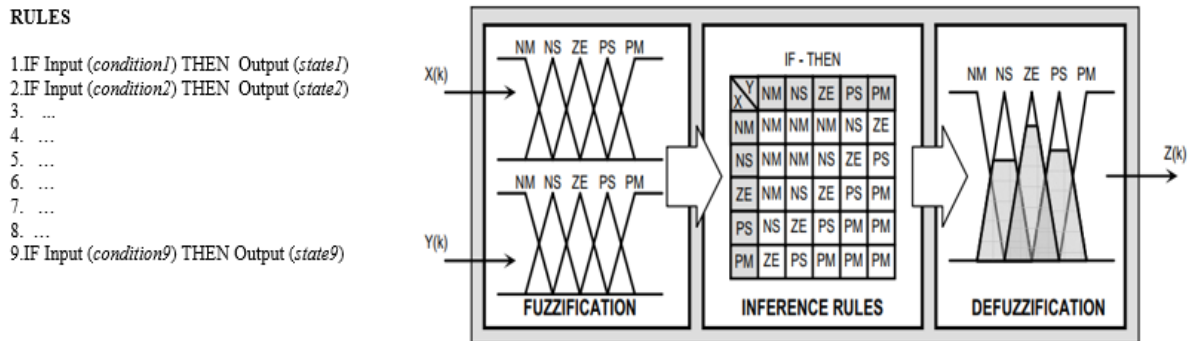 RULES
1.IF Input (condition1) THEN Output (state1)
2.IF Input (condition2) THEN Output (state2)
3. ...
4. ...
5. ...
6. ...
7. ...
8. ...
9.IF Input (condition9) THEN Output (state9)
X(k)
Y(k)
NM NS ZE PS PM
NM NS ZE PS PM
FUZZIFICATION
IF - THEN
X Y NM NS ZE PS PM
NM NM NM NM NS ZE
NS NM NM NS ZE PS
ZE NM NS ZE PS PM
PS NS ZE PS PM PM
PM ZE PS PM PM PM
INFERENCE RULES
NM NS ZE PS PM
DEFUZZIFICATION
Z(k)